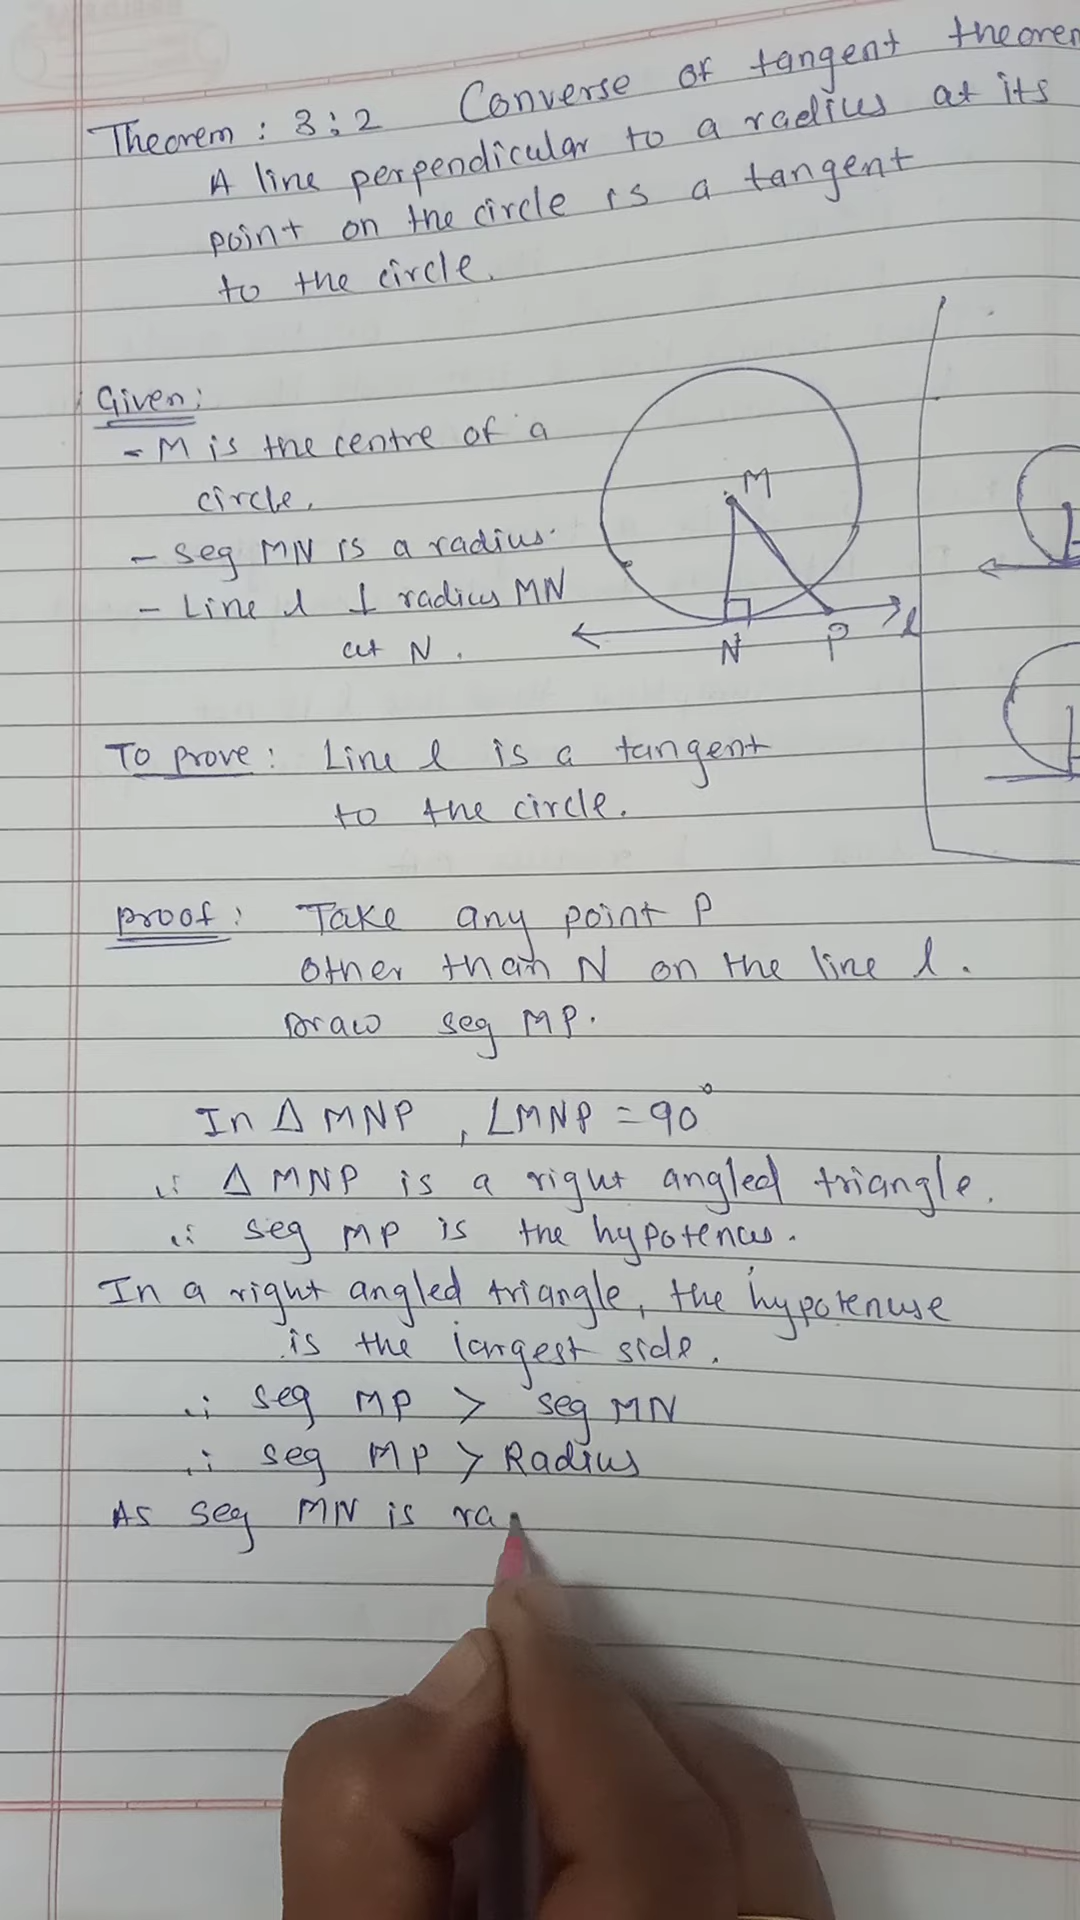 Theorem : 3:2 Converse of tangent theorem
A line perpendicular to a radius at its
point on the circle is a tangent
to the circle.
Given:
- M is the centre of a
circle.
- seg MN is a radius.
- Line l ⊥ radius MN
at N.
M
N
P
l
To prove: Line l is a tangent
to the circle.
Proof: Take any point P
other than N on the line l.
Draw seg MP.
In Δ MNP, ∠MNP = 90°
∴ Δ MNP is a right angled triangle.
∴ seg MP is the hypotenus.
In a right angled triangle, the hypotenuse
is the largest side.
∴ seg MP > seg MN
∴ seg MP > Radius
As seg MN is ra